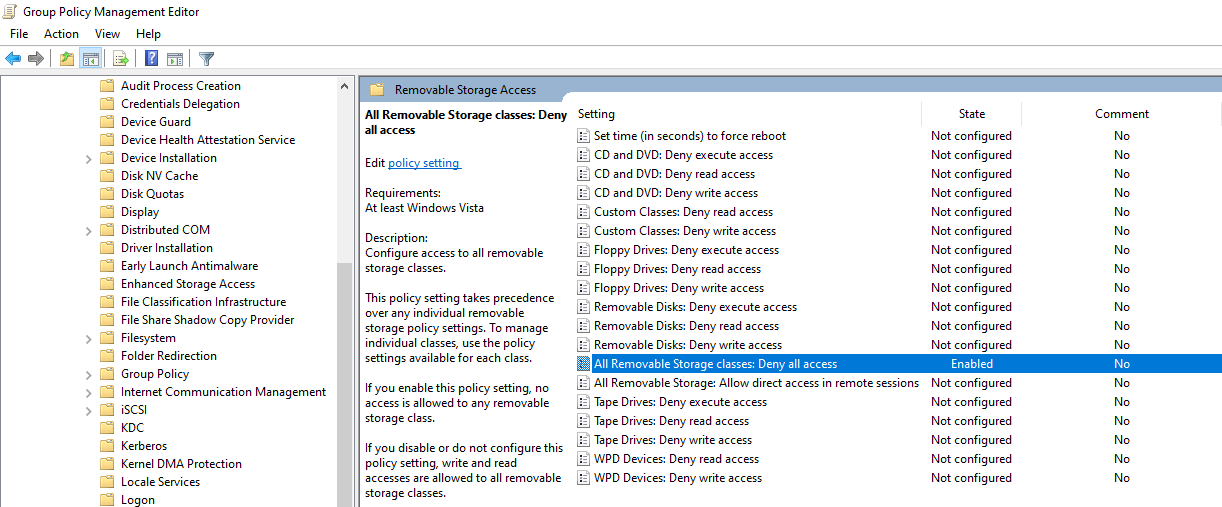 Group Policy Management Editor
File Action View Help
Audit Process Creation
Credentials Delegation
Device Guard
Device Health Attestation Service
Device Installation
Disk NV Cache
Disk Quotas
Display
Distributed COM
Driver Installation
Early Launch Antimalware
Enhanced Storage Access
File Classification Infrastructure
File Share Shadow Copy Provider
Filesystem
Folder Redirection
Group Policy
Internet Communication Management
iSCSI
KDC
Kerberos
Kernel DMA Protection
Locale Services
Logon
Removable Storage Access
All Removable Storage classes: Deny
all access
Edit policy setting
Requirements:
At least Windows Vista
Description:
Configure access to all removable
storage classes.
This policy setting takes precedence
over any individual removable
storage policy settings. To manage
individual classes, use the policy
settings available for each class.
If you enable this policy setting, no
access is allowed to any removable
storage class.
If you disable or do not configure this
policy setting, write and read
accesses are allowed to all removable
storage classes.
Setting State Comment
Set time (in seconds) to force reboot Not configured No
CD and DVD: Deny execute access Not configured No
CD and DVD: Deny read access Not configured No
CD and DVD: Deny write access Not configured No
Custom Classes: Deny read access Not configured No
Custom Classes: Deny write access Not configured No
Floppy Drives: Deny execute access Not configured No
Floppy Drives: Deny read access Not configured No
Floppy Drives: Deny write access Not configured No
Removable Disks: Deny execute access Not configured No
Removable Disks: Deny read access Not configured No
Removable Disks: Deny write access Not configured No
All Removable Storage classes: Deny all access Enabled No
All Removable Storage: Allow direct access in remote sessions Not configured No
Tape Drives: Deny execute access Not configured No
Tape Drives: Deny read access Not configured No
Tape Drives: Deny write access Not configured No
WPD Devices: Deny read access Not configured No
WPD Devices: Deny write access Not configured No